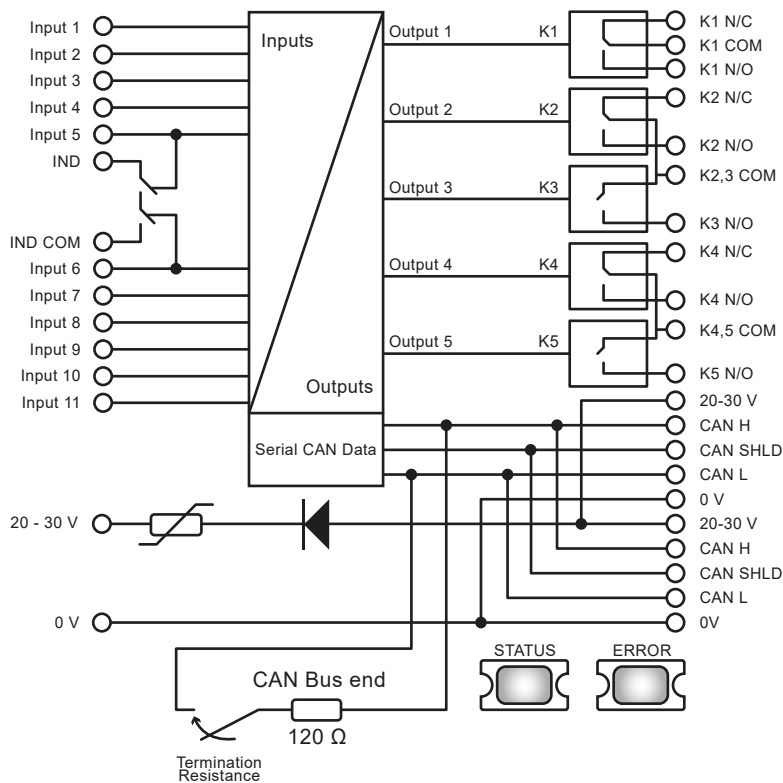 Input 1
Input 2
Input 3
Input 4
Input 5
IND
IND COM
Input 6
Input 7
Input 8
Input 9
Input 10
Input 11
Inputs
Outputs
Serial CAN Data
Output 1 K1
Output 2 K2
Output 3 K3
Output 4 K4
Output 5 K5
K1 N/C
K1 COM
K1 N/O
K2 N/C
K2 N/O
K2,3 COM
K3 N/O
K4 N/C
K4 N/O
K4,5 COM
K5 N/O
20-30 V
CAN H
CAN SHLD
CAN L
0 V
20-30 V
CAN H
CAN SHLD
CAN L
0V
20 - 30 V
0 V
STATUS
ERROR
CAN Bus end
120 Ω
Termination
Resistance